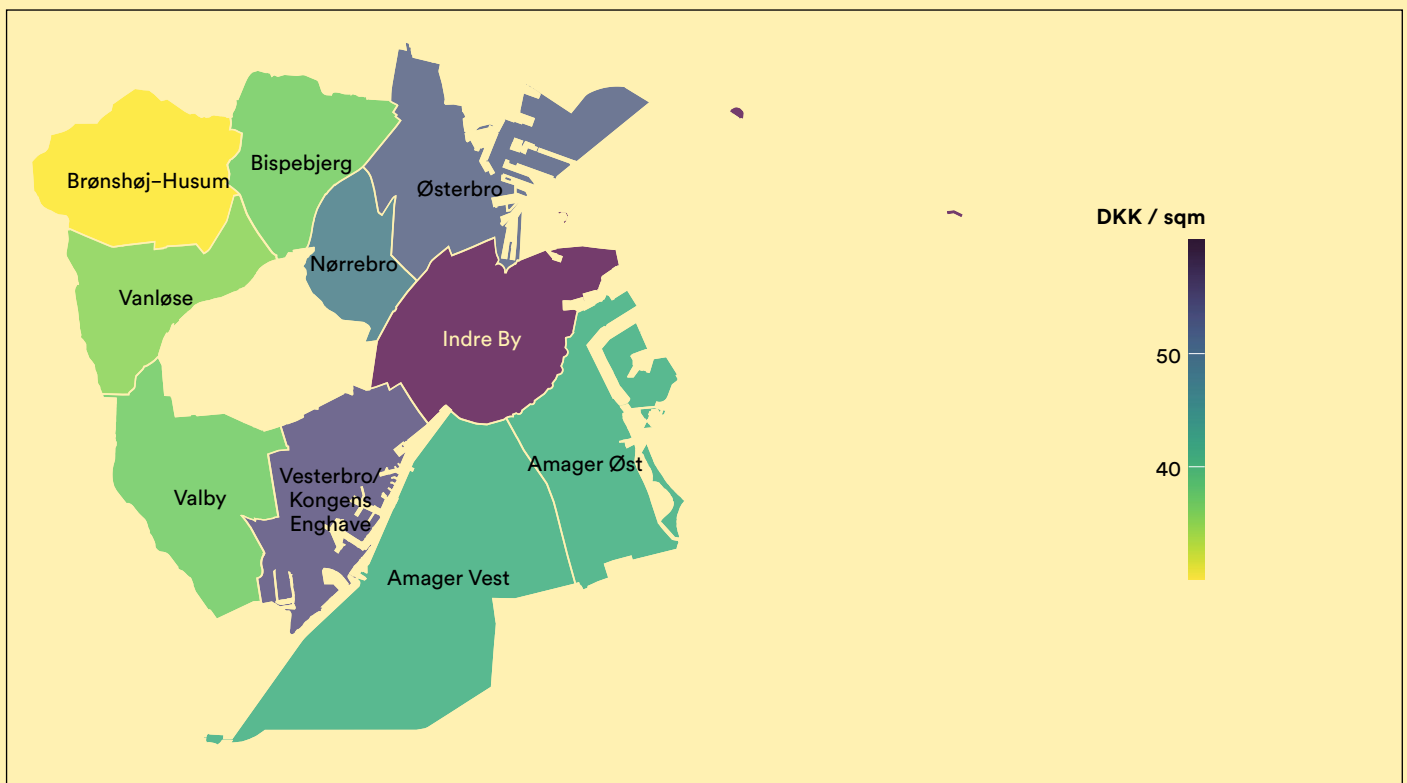 Brønshøj–Husum
Bispebjerg
Østerbro
DKK / sqm
Nørrebro
Vanløse
Indre By
50
Amager Øst
40
Vesterbro/
Kongens
Enghave
Valby
Amager Vest